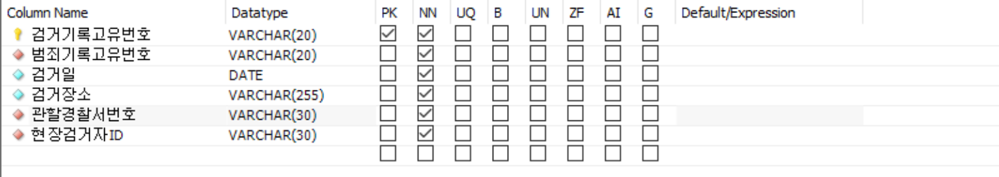 Column Name Datatype PK NN UQ B UN ZF AI G Default/Expression
검거기록고유번호 VARCHAR(20)
범죄기록고유번호 VARCHAR(20)
검거일 DATE
검거장소 VARCHAR(255)
관할경찰서번호 VARCHAR(30)
현장검거자ID VARCHAR(30)